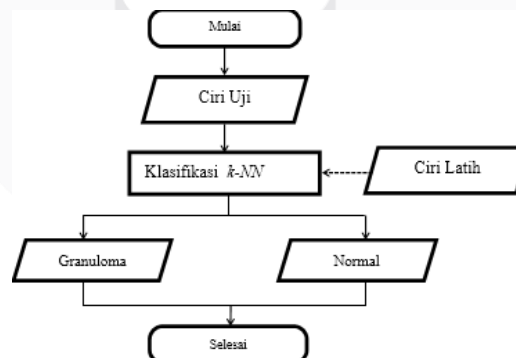 Mulai
Ciri Uji
Klasifikasi k-NN
Ciri Latih
Granuloma
Normal
Selesai